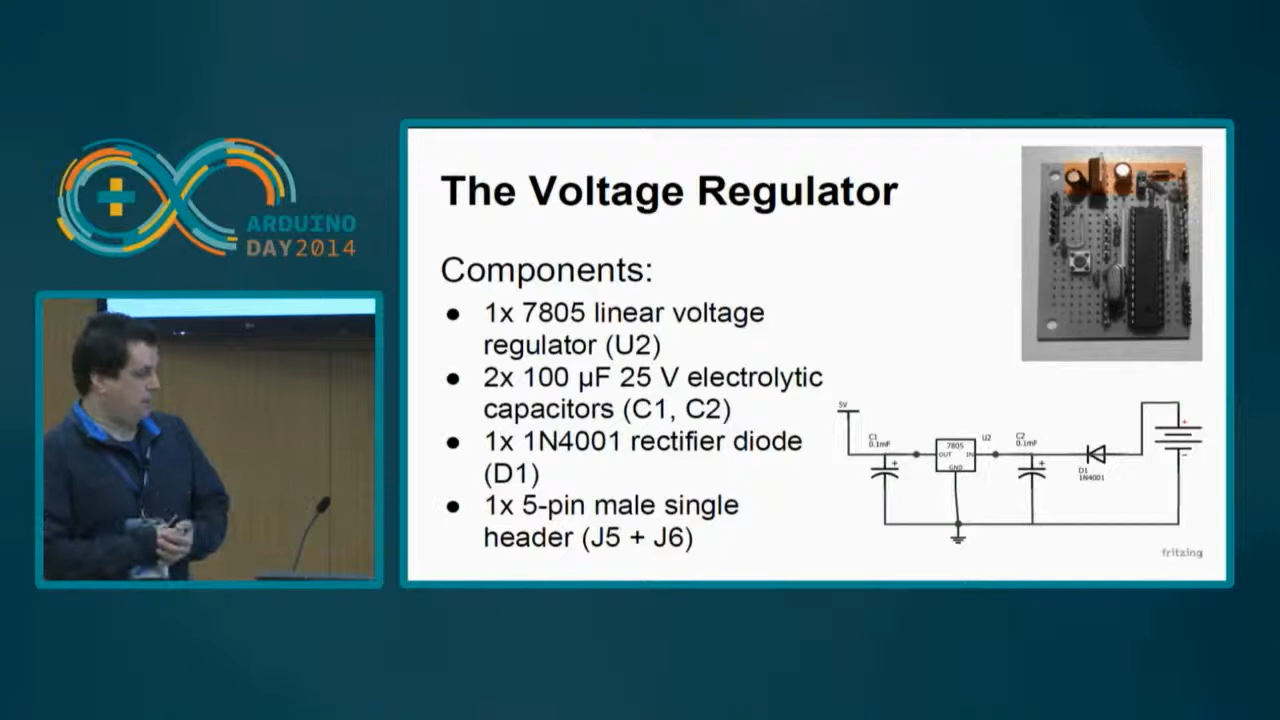 ARDUINO
DAY2014
The Voltage Regulator
Components:
● 1x 7805 linear voltage
regulator (U2)
● 2x 100 µF 25 V electrolytic
capacitors (C1, C2)
● 1x 1N4001 rectifier diode
(D1)
● 1x 5-pin male single
header (J5 + J6)
5V
C1
0.1mF
7805
OUT
IN
GND
U2
C2
0.1mF
D1
1N4001
fritzing